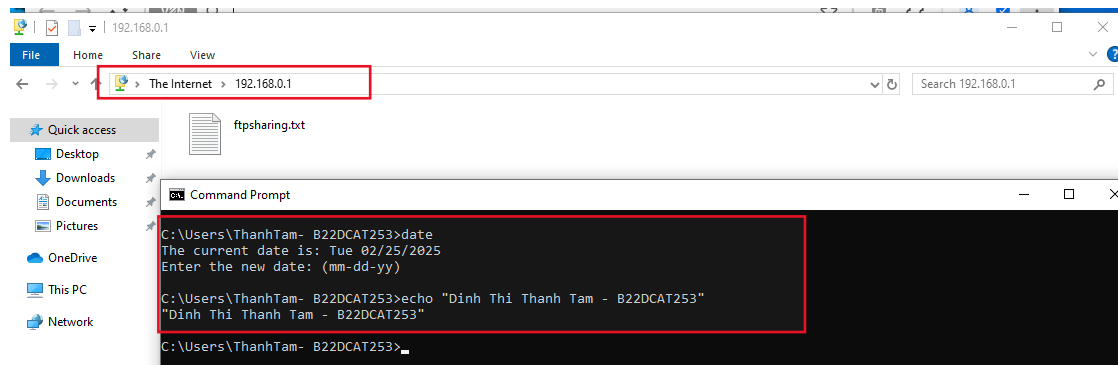 192.168.0.1
File Home Share View
The Internet 192.168.0.1
Search 192.168.0.1
Quick access
Desktop
Downloads
Documents
Pictures
OneDrive
This PC
Network
ftpsharing.txt
Command Prompt
C:\Users\ThanhTam- B22DCAT253>date
The current date is: Tue 02/25/2025
Enter the new date: (mm-dd-yy)
C:\Users\ThanhTam- B22DCAT253>echo "Dinh Thi Thanh Tam - B22DCAT253"
"Dinh Thi Thanh Tam - B22DCAT253"
C:\Users\ThanhTam- B22DCAT253>